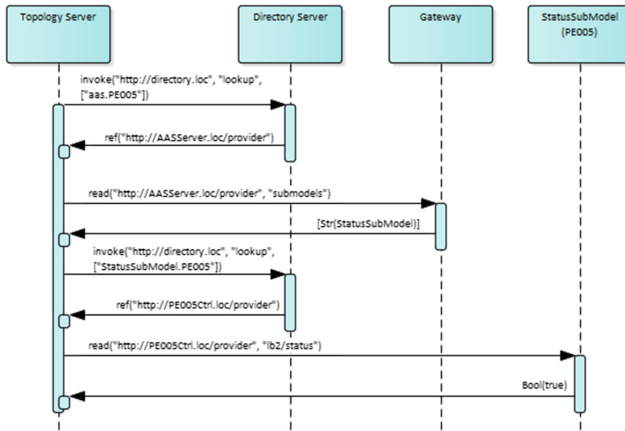 Topology Server
Directory Server
Gateway
StatusSubModel
(PE005)
invoke("http://directory.loc", "lookup",
["aas.PE005"])
ref("http://AASServer.loc/provider")
read("http://AASServer.loc/provider", "submodels")
[Str(StatusSubModel)]
invoke("http://directory.loc", "lookup",
["StatusSubModel.PE005"])
ref("http://PE005Ctrl.loc/provider")
read("http://PE005Ctrl.loc/provider", "lb2/status")
Bool(true)